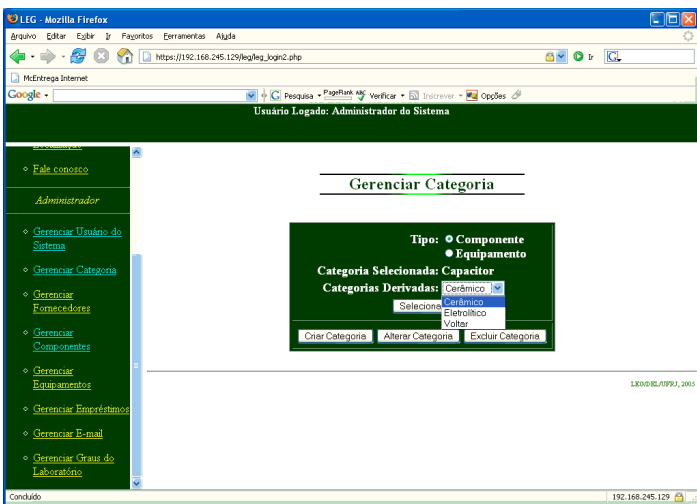 LEG - Mozilla Firefox
Arquivo Editar Exibir Ir Favoritos Ferramentas Ajuda
https://192.168.245.129/leg/leg_login2.php
Ir
McEntrega Internet
Google
Pesquisa
PageRank
Verificar
Inscrever
Opções
Usuário Logado: Administrador do Sistema
Localização
Fale conosco
Administrador
Gerenciar Usuário do
Sistema
Gerenciar Categoria
Gerenciar
Fornecedores
Gerenciar
Componentes
Gerenciar
Equipamentos
Gerenciar Empréstimos
Gerenciar E-mail
Gerenciar Graus do
Laboratório
Gerenciar Categoria
Tipo: Componente
Equipamento
Categoria Selecionada: Capacitor
Categorias Derivadas: Cerâmico
Cerâmico
Eletrolítico
Voltar
Seleciona
Criar Categoria Alterar Categoria Excluir Categoria
LEG/DEL/UFRJ, 2005
Concluído
192.168.245.129